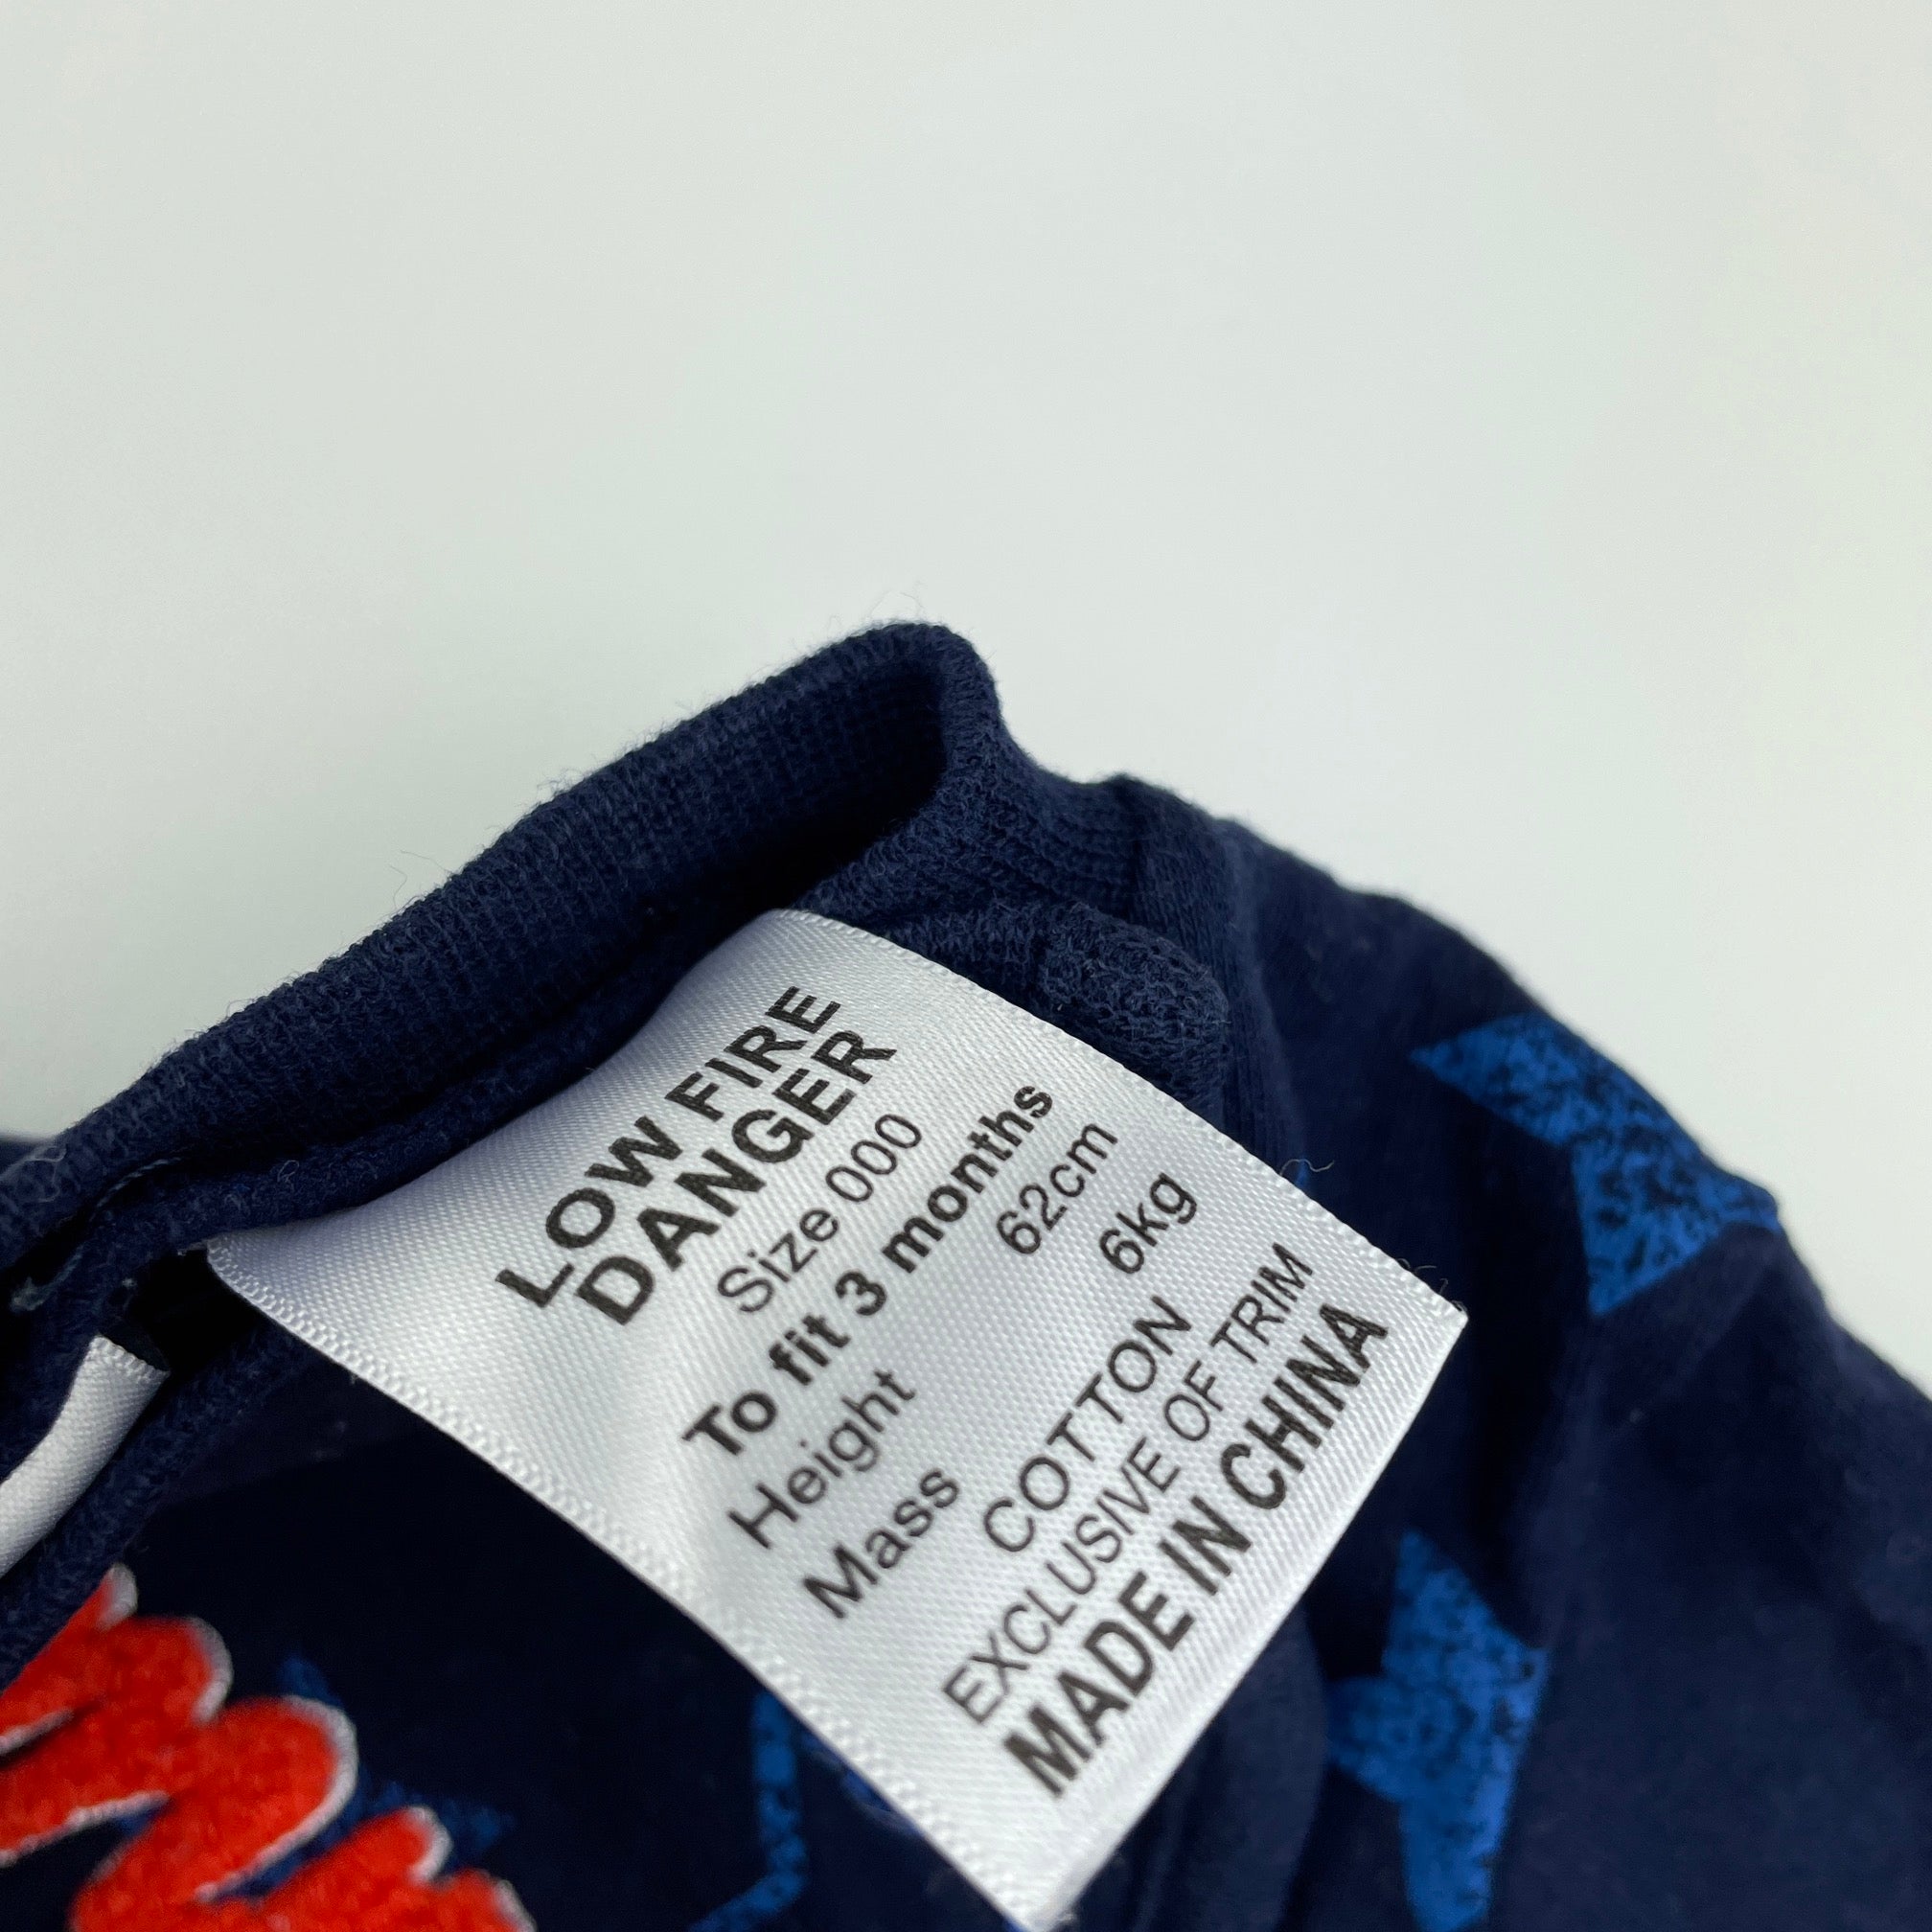 LOW FIRE
DANGER
Size 000
To fit 3 months
Height 62cm
Mass 6kg
COTTON
EXCLUSIVE OF TRIM
MADE IN CHINA